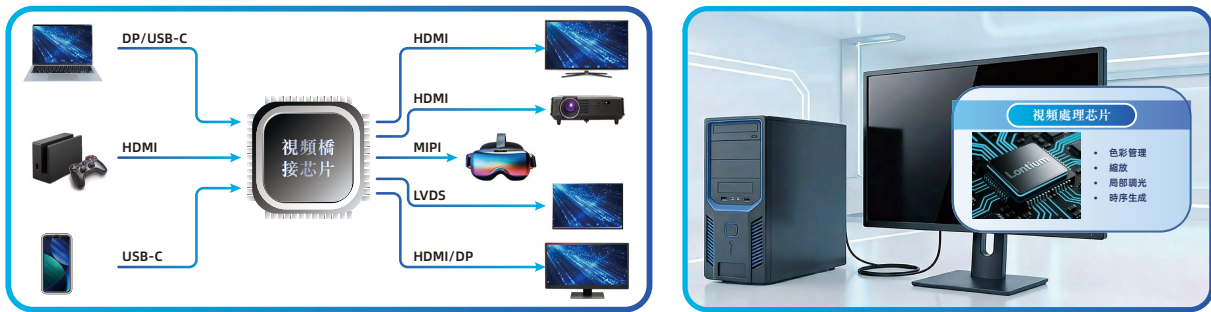 DP/USB-C
HDMI
USB-C
視頻橋
接芯片
HDMI
HDMI
MIPI
LVDS
HDMI/DP
視頻處理芯片
Lontium
• 色彩管理
• 縮放
• 局部調光
• 時序生成